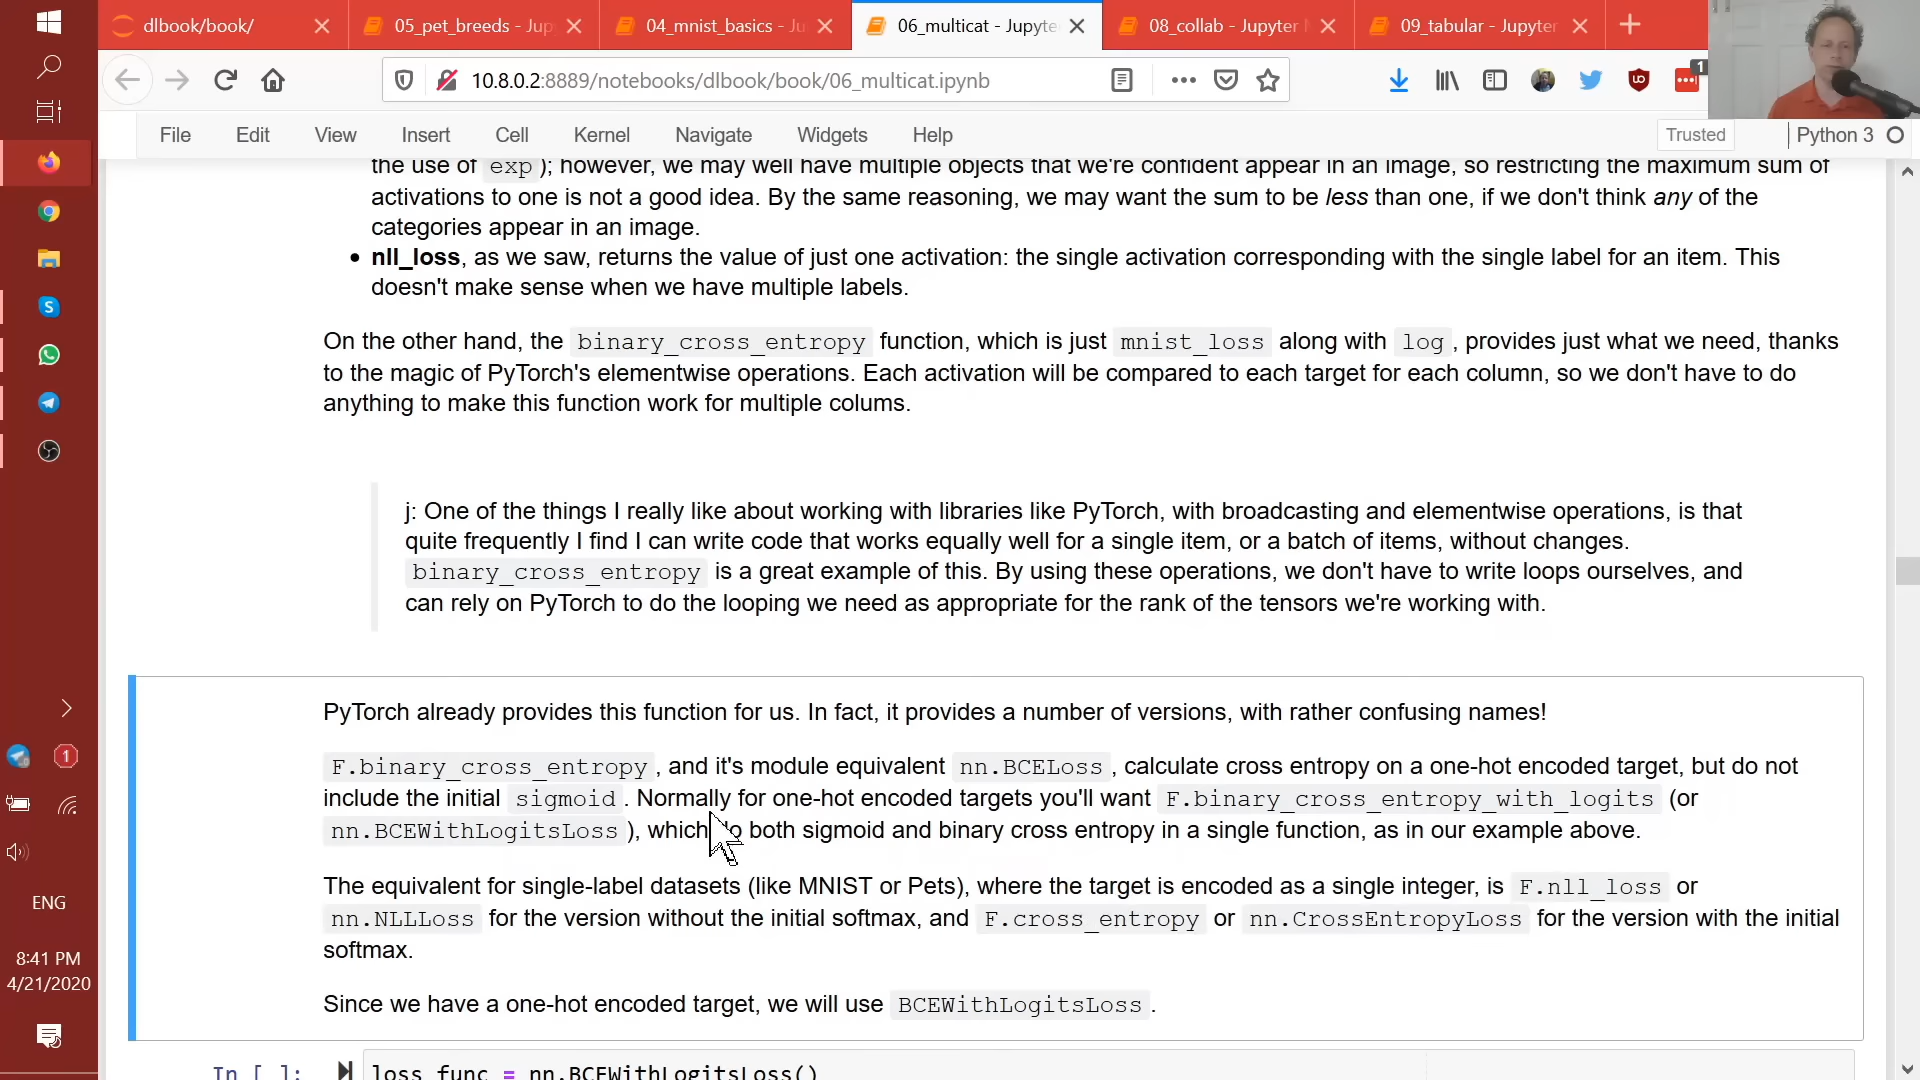 dlbook/book/
05_pet_breeds - Jup
04_mnist_basics - Ju
06_multicat - Jupyte
08_collab - Jupyter
09_tabular - Jupyter
10.8.0.2:8889/notebooks/dlbook/book/06_multicat.ipynb
1
File Edit View Insert Cell Kernel Navigate Widgets Help
Trusted
Python 3
the use of exp); however, we may well have multiple objects that we're confident appear in an image, so restricting the maximum sum of
activations to one is not a good idea. By the same reasoning, we may want the sum to be less than one, if we don't think any of the
categories appear in an image.
• nll_loss, as we saw, returns the value of just one activation: the single activation corresponding with the single label for an item. This
doesn't make sense when we have multiple labels.
On the other hand, the binary_cross_entropy function, which is just mnist_loss along with log, provides just what we need, thanks
to the magic of PyTorch's elementwise operations. Each activation will be compared to each target for each column, so we don't have to do
anything to make this function work for multiple colums.
j: One of the things I really like about working with libraries like PyTorch, with broadcasting and elementwise operations, is that
quite frequently I find I can write code that works equally well for a single item, or a batch of items, without changes.
binary_cross_entropy is a great example of this. By using these operations, we don't have to write loops ourselves, and
can rely on PyTorch to do the looping we need as appropriate for the rank of the tensors we're working with.
PyTorch already provides this function for us. In fact, it provides a number of versions, with rather confusing names!
F.binary_cross_entropy, and it's module equivalent nn.BCELoss, calculate cross entropy on a one-hot encoded target, but do not
include the initial sigmoid. Normally for one-hot encoded targets you'll want F.binary_cross_entropy_with_logits (or
nn.BCEWithLogitsLoss), which do both sigmoid and binary cross entropy in a single function, as in our example above.
The equivalent for single-label datasets (like MNIST or Pets), where the target is encoded as a single integer, is F.nll_loss or
nn.NLLLoss for the version without the initial softmax, and F.cross_entropy or nn.CrossEntropyLoss for the version with the initial
softmax.
Since we have a one-hot encoded target, we will use BCEWithLogitsLoss.
In [ ]: loss_func = nn.BCEWithLogitsLoss()
1
ENG
8:41 PM
4/21/2020